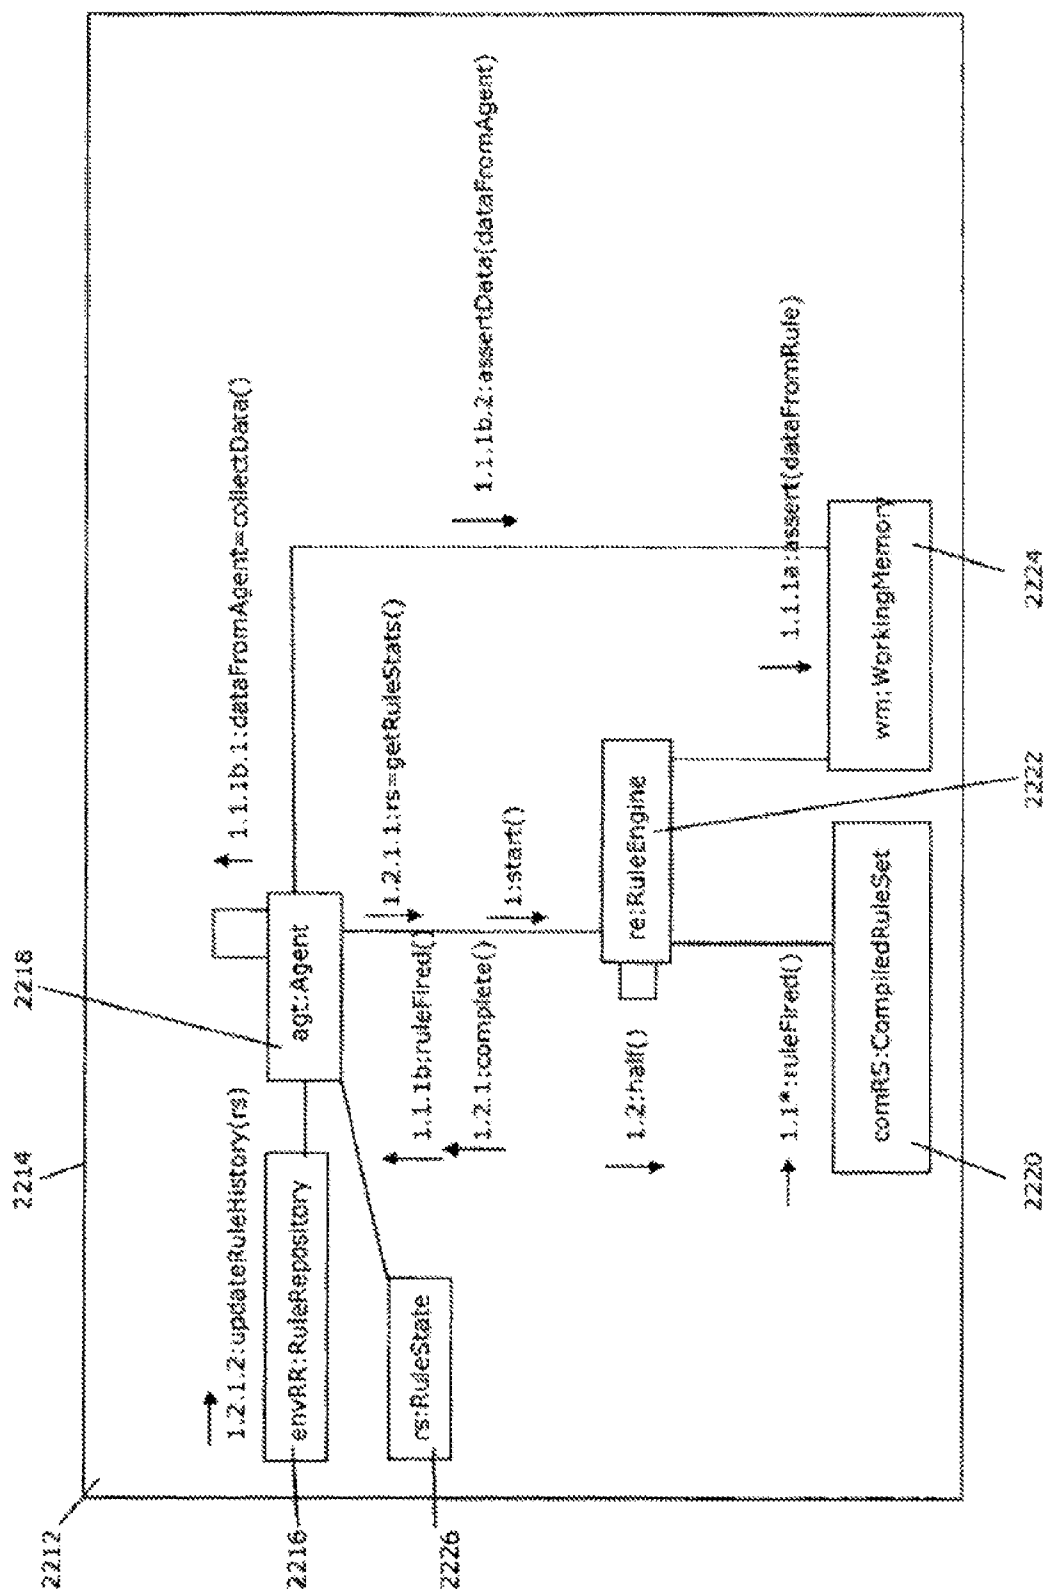 2212
2214
2218
1.2.1.2:updateRuleHistory(rs)
1.1.1b.1:dataFromAgent=collectData()
envRR:RuleRepository
agt:Agent
2216
rs:RuleState
2226
1.2.1.1:rs=getRuleStats()
1.1.1b:ruleFired()
1.2.1:complete()
1:start()
1.1.1b.2:assertData(dataFromAgent)
re:RuleEngine
1.2:half()
1.1*:ruleFired()
1.1.1a:assert(dataFromRule)
comRS:CompiledRuleSet
wm:WorkingMemory
2220
2222
2224